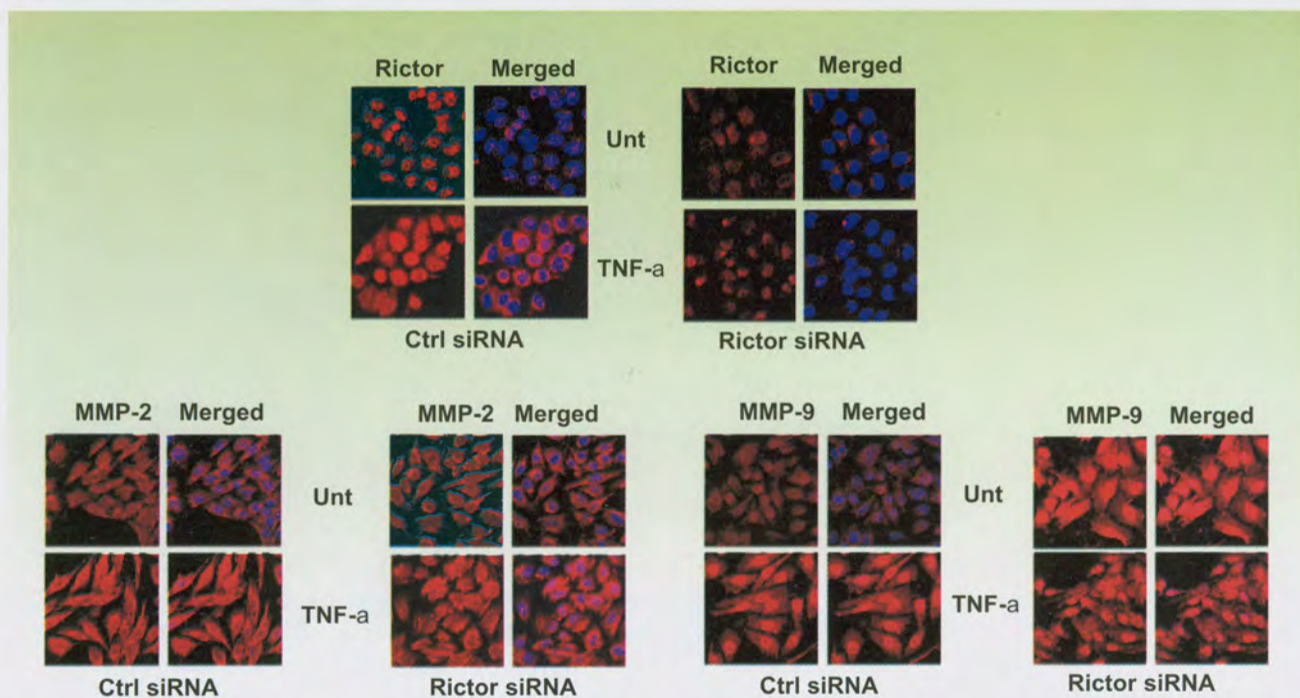 Rictor Merged Rictor Merged
Unt
TNF-a
Ctrl siRNA Rictor siRNA
MMP-2 Merged MMP-2 Merged MMP-9 Merged MMP-9 Merged
Unt Unt
TNF-a TNF-a
Ctrl siRNA Rictor siRNA Ctrl siRNA Rictor siRNA